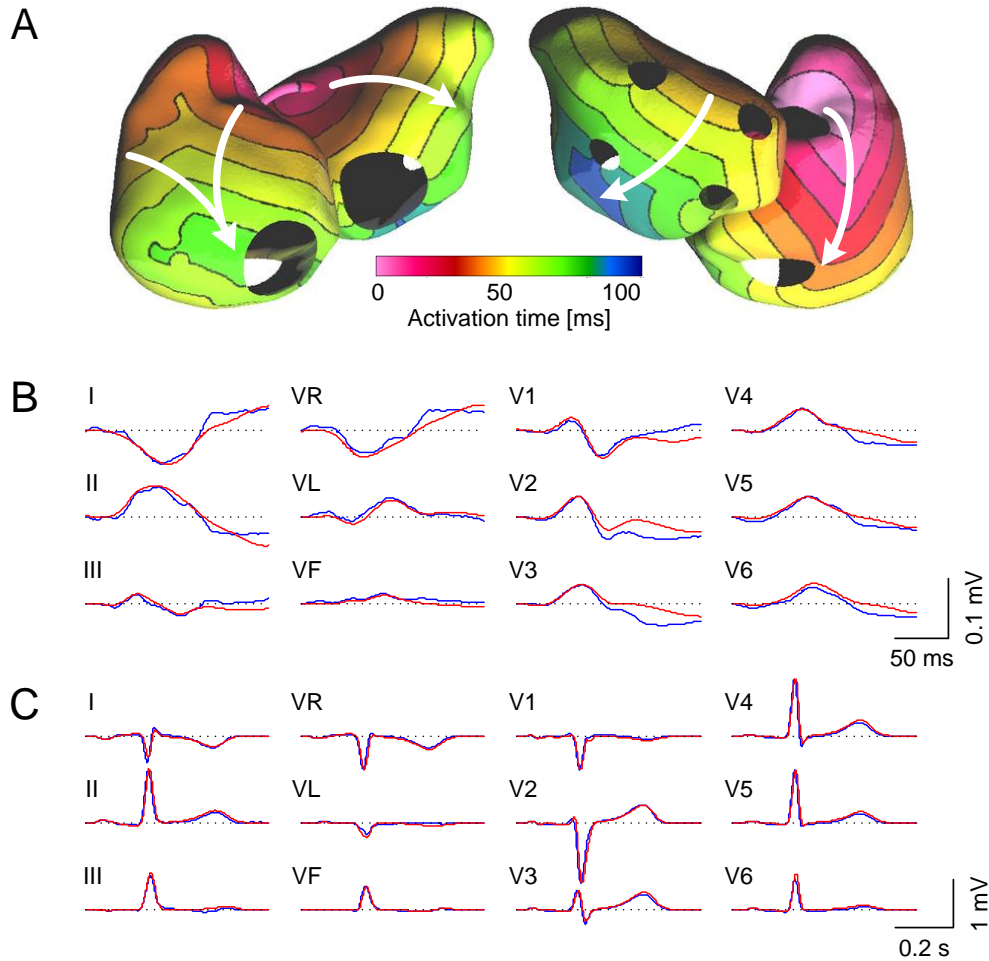 A
0 50 100
Activation time [ms]
B
I VR V1 V4
II VL V2 V5
III VF V3 V6
0.1 mV
50 ms
C
I VR V1 V4
II VL V2 V5
III VF V3 V6
1 mV
0.2 s